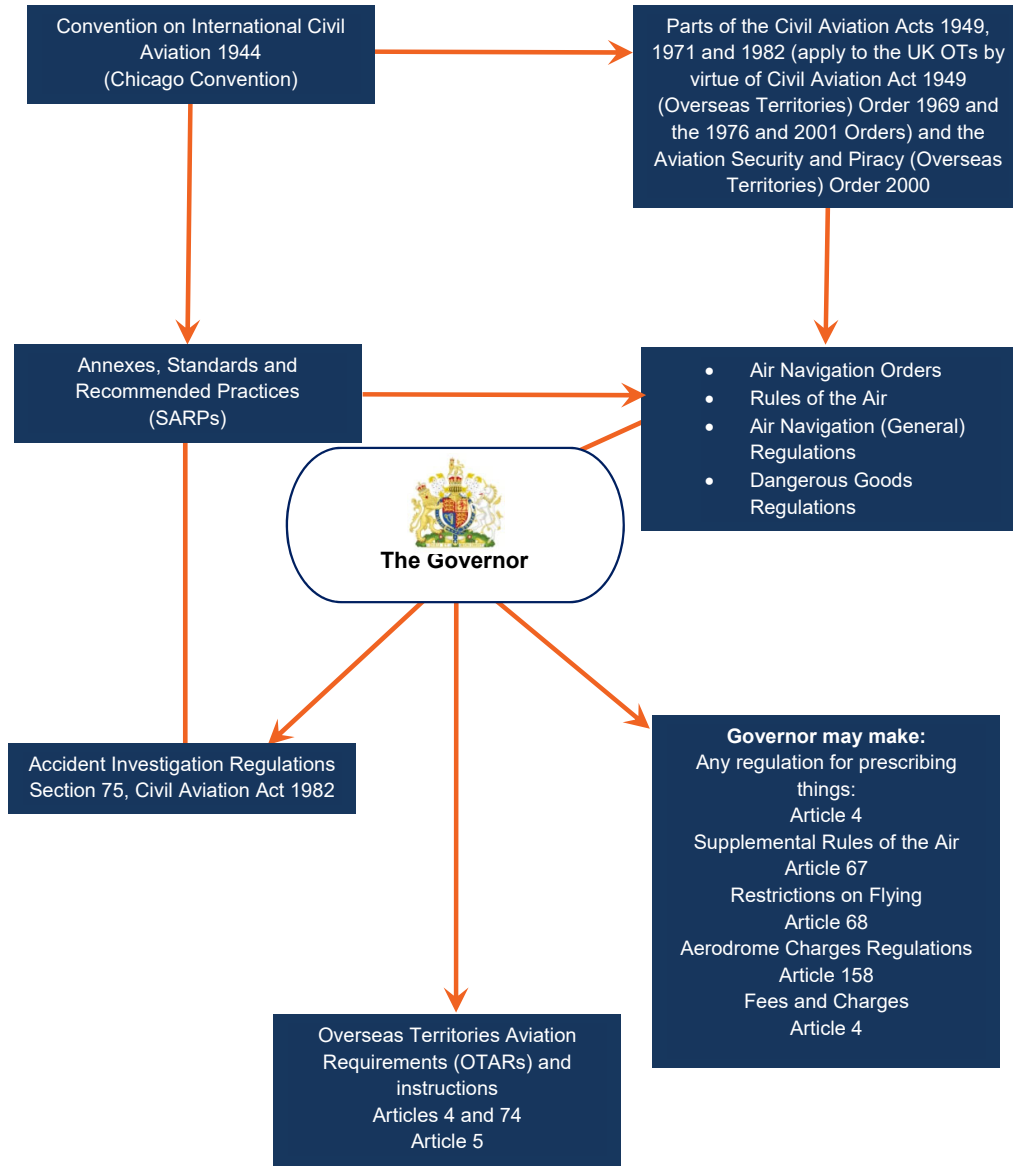 Convention on International Civil
Aviation 1944
(Chicago Convention)
Parts of the Civil Aviation Acts 1949,
1971 and 1982 (apply to the UK OTs by
virtue of Civil Aviation Act 1949
(Overseas Territories) Order 1969 and
the 1976 and 2001 Orders) and the
Aviation Security and Piracy (Overseas
Territories) Order 2000
Annexes, Standards and
Recommended Practices
(SARPs)
• Air Navigation Orders
• Rules of the Air
• Air Navigation (General)
Regulations
• Dangerous Goods
Regulations
The Governor
Accident Investigation Regulations
Section 75, Civil Aviation Act 1982
Governor may make:
Any regulation for prescribing
things:
Article 4
Supplemental Rules of the Air
Article 67
Restrictions on Flying
Article 68
Aerodrome Charges Regulations
Article 158
Fees and Charges
Article 4
Overseas Territories Aviation
Requirements (OTARs) and
instructions
Articles 4 and 74
Article 5